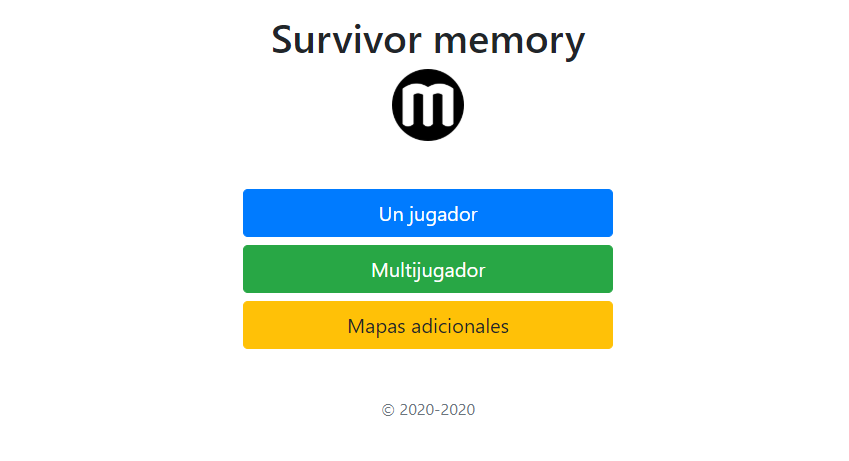 Survivor memory
m
Un jugador
Multijugador
Mapas adicionales
© 2020-2020